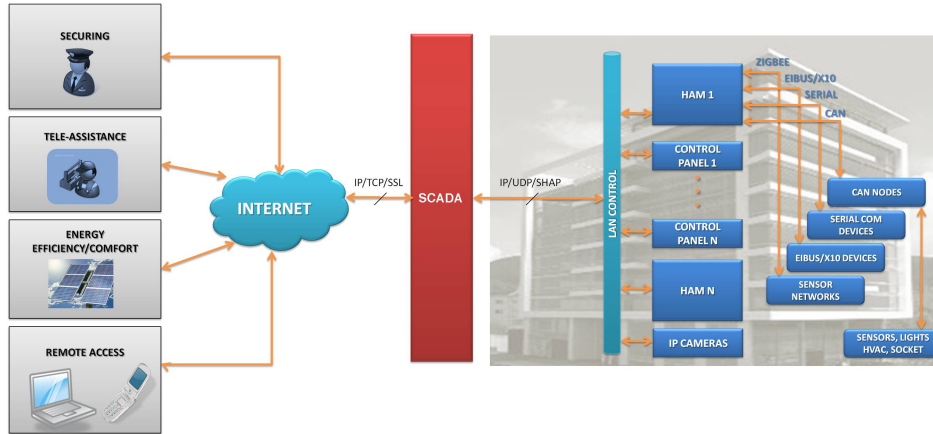 SECURING
TELE-ASSISTANCE
ENERGY
EFFICIENCY/COMFORT
REMOTE ACCESS
INTERNET
IP/TCP/SSL
SCADA
IP/UDP/SHAP
LAN CONTROL
HAM 1
CONTROL
PANEL 1
CONTROL
PANEL N
HAM N
IP CAMERAS
ZIGBEE
EIBUS/X10
SERIAL
CAN
CAN NODES
SERIAL COM
DEVICES
EIBUS/X10 DEVICES
SENSOR
NETWORKS
SENSORS, LIGHTS
HVAC, SOCKET